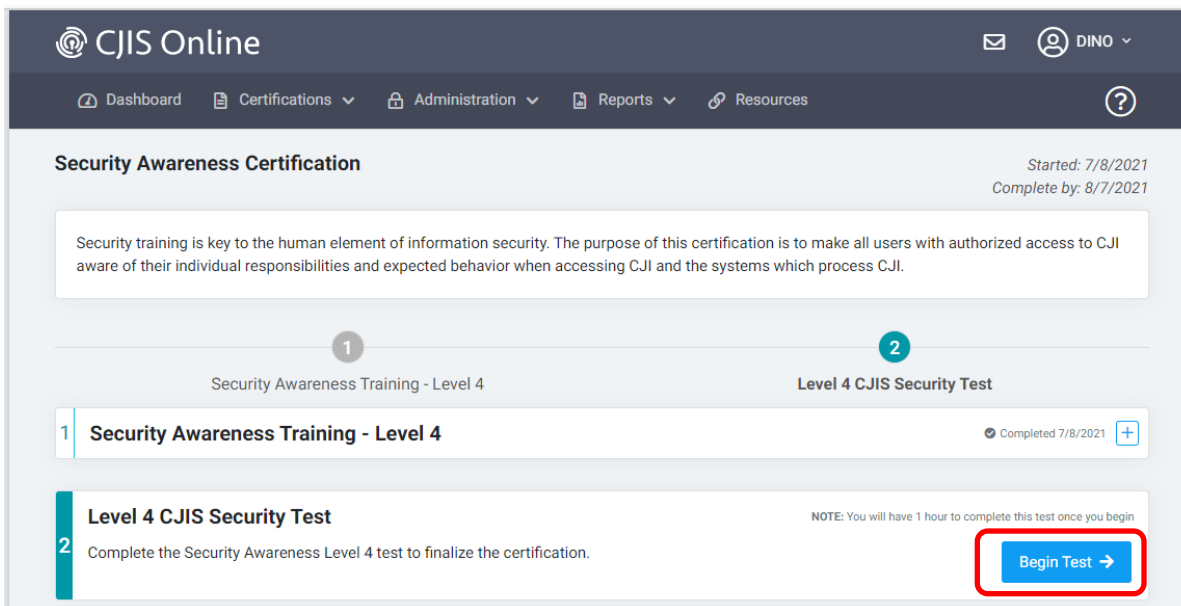 CJIS Online
DINO
Dashboard Certifications Administration Reports Resources ?
Security Awareness Certification
Started: 7/8/2021
Complete by: 8/7/2021
Security training is key to the human element of information security. The purpose of this certification is to make all users with authorized access to CJI
aware of their individual responsibilities and expected behavior when accessing CJI and the systems which process CJI.
1 2
Security Awareness Training - Level 4 Level 4 CJIS Security Test
1 Security Awareness Training - Level 4 Completed 7/8/2021 +
Level 4 CJIS Security Test NOTE: You will have 1 hour to complete this test once you begin
2 Complete the Security Awareness Level 4 test to finalize the certification.
Begin Test →